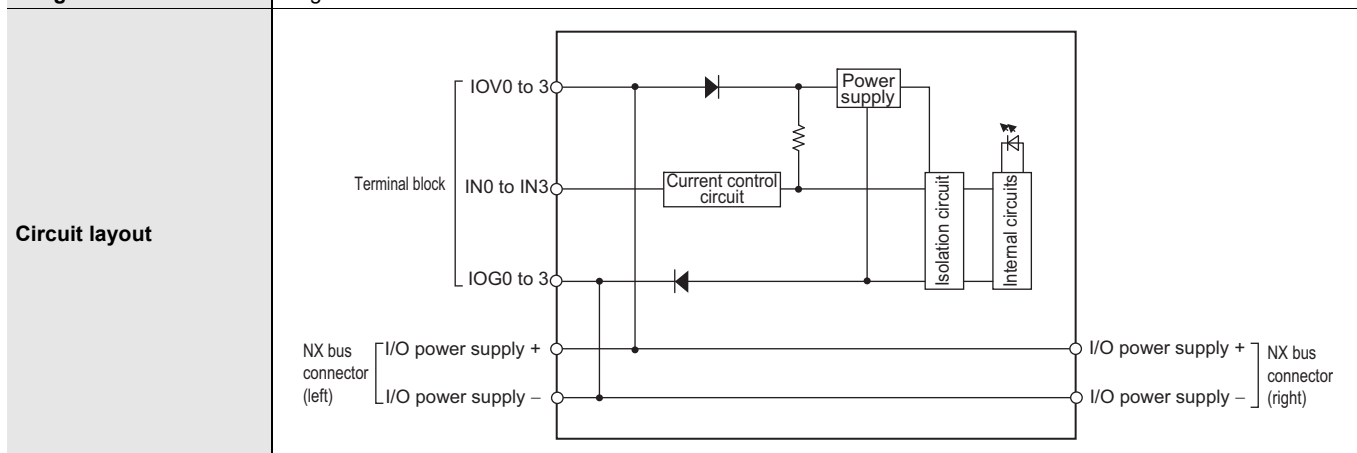 Circuit layout
IOV0 to 3
Power
supply
Terminal block
IN0 to IN3
Current control
circuit
Isolation circuit
Internal circuits
IOG0 to 3
NX bus
connector
(left)
I/O power supply +
I/O power supply –
I/O power supply +
I/O power supply –
NX bus
connector
(right)